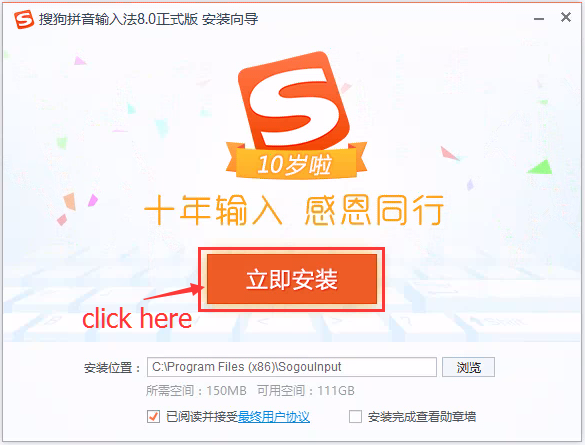 搜狗拼音输入法8.0正式版 安装向导
10岁啦
十年输入 感恩同行
立即安装
click here
安装位置： C:\Program Files (x86)\SogouInput 浏览
所需空间：150MB 可用空间：111GB
已阅读并接受最终用户协议 安装完成查看勋章墙